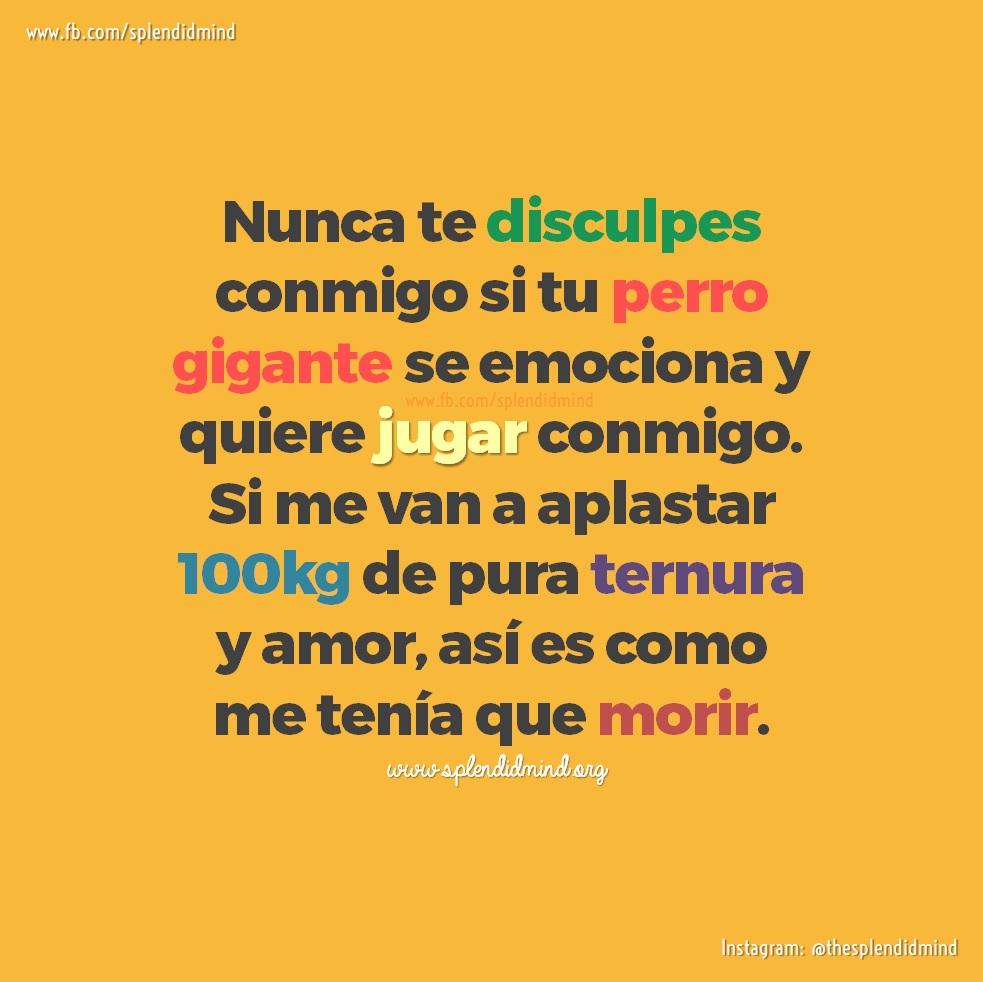 www.fb.com/splendidmind
Nunca te disculpes
conmigo si tu perro
gigante se emociona y
www.fb.com/splendidmind
quiere jugar conmigo.
Si me van a aplastar
100kg de pura ternura
y amor, así es como
me tenía que morir.
www.splendidmind.org
Instagram: @thesplendidmind